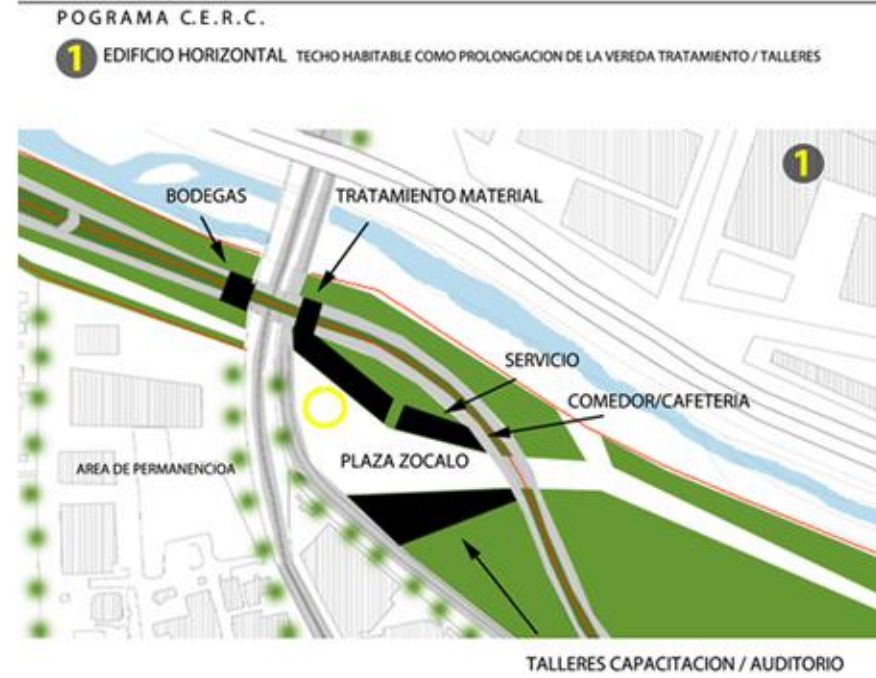 POGRAMA C.E.R.C.
1 EDIFICIO HORIZONTAL TECHO HABITABLE COMO PROLONGACION DE LA VEREDA TRATAMIENTO / TALLERES
1
BODEGAS
TRATAMIENTO MATERIAL
SERVICIO
COMEDOR/CAFETERIA
PLAZA ZOCALO
AREA DE PERMANENCIOA
TALLERES CAPACITACION / AUDITORIO